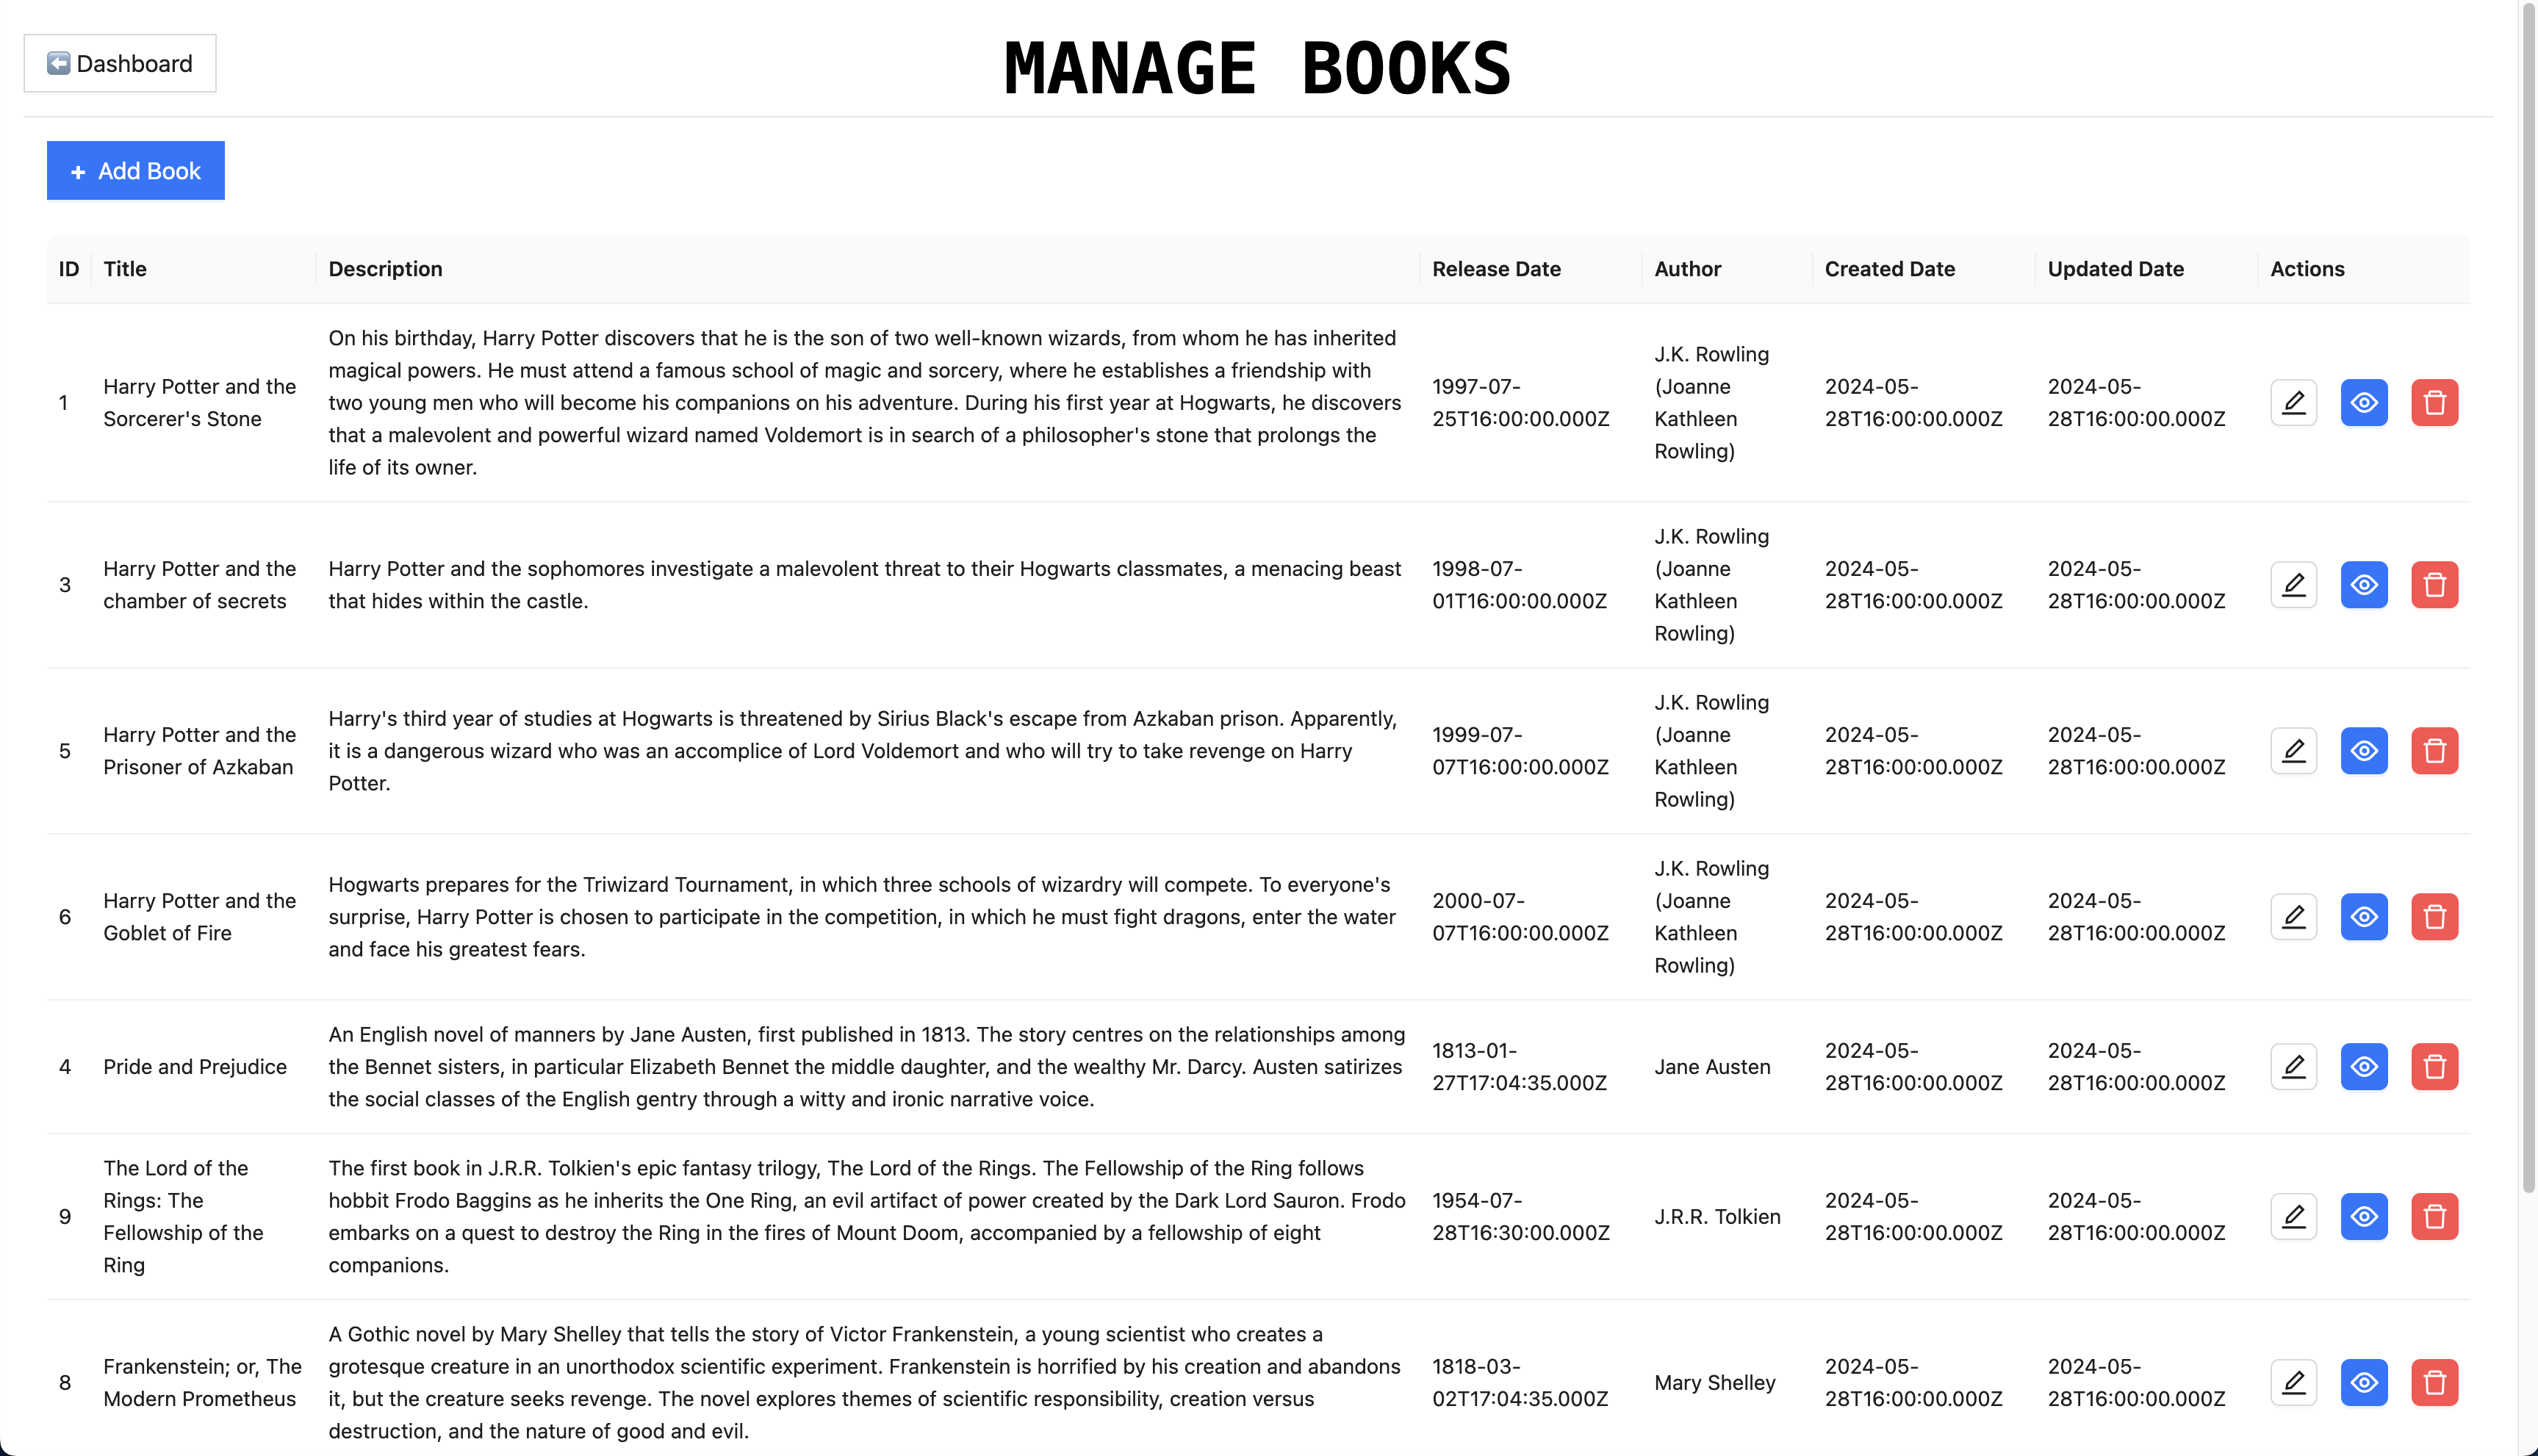 ⬅️ Dashboard
MANAGE BOOKS
+ Add Book
ID Title Description Release Date Author Created Date Updated Date Actions
1
Harry Potter and the
Sorcerer's Stone
On his birthday, Harry Potter discovers that he is the son of two well-known wizards, from whom he has inherited
magical powers. He must attend a famous school of magic and sorcery, where he establishes a friendship with
two young men who will become his companions on his adventure. During his first year at Hogwarts, he discovers
that a malevolent and powerful wizard named Voldemort is in search of a philosopher's stone that prolongs the
life of its owner.
1997-07-
25T16:00:00.000Z
J.K. Rowling
(Joanne
Kathleen
Rowling)
2024-05-
28T16:00:00.000Z
2024-05-
28T16:00:00.000Z
3
Harry Potter and the
chamber of secrets
Harry Potter and the sophomores investigate a malevolent threat to their Hogwarts classmates, a menacing beast
that hides within the castle.
1998-07-
01T16:00:00.000Z
J.K. Rowling
(Joanne
Kathleen
Rowling)
2024-05-
28T16:00:00.000Z
2024-05-
28T16:00:00.000Z
5
Harry Potter and the
Prisoner of Azkaban
Harry's third year of studies at Hogwarts is threatened by Sirius Black's escape from Azkaban prison. Apparently,
it is a dangerous wizard who was an accomplice of Lord Voldemort and who will try to take revenge on Harry
Potter.
1999-07-
07T16:00:00.000Z
J.K. Rowling
(Joanne
Kathleen
Rowling)
2024-05-
28T16:00:00.000Z
2024-05-
28T16:00:00.000Z
6
Harry Potter and the
Goblet of Fire
Hogwarts prepares for the Triwizard Tournament, in which three schools of wizardry will compete. To everyone's
surprise, Harry Potter is chosen to participate in the competition, in which he must fight dragons, enter the water
and face his greatest fears.
2000-07-
07T16:00:00.000Z
J.K. Rowling
(Joanne
Kathleen
Rowling)
2024-05-
28T16:00:00.000Z
2024-05-
28T16:00:00.000Z
4
Pride and Prejudice
An English novel of manners by Jane Austen, first published in 1813. The story centres on the relationships among
the Bennet sisters, in particular Elizabeth Bennet the middle daughter, and the wealthy Mr. Darcy. Austen satirizes
the social classes of the English gentry through a witty and ironic narrative voice.
1813-01-
27T17:04:35.000Z
Jane Austen
2024-05-
28T16:00:00.000Z
2024-05-
28T16:00:00.000Z
9
The Lord of the
Rings: The
Fellowship of the
Ring
The first book in J.R.R. Tolkien's epic fantasy trilogy, The Lord of the Rings. The Fellowship of the Ring follows
hobbit Frodo Baggins as he inherits the One Ring, an evil artifact of power created by the Dark Lord Sauron. Frodo
embarks on a quest to destroy the Ring in the fires of Mount Doom, accompanied by a fellowship of eight
companions.
1954-07-
28T16:30:00.000Z
J.R.R. Tolkien
2024-05-
28T16:00:00.000Z
2024-05-
28T16:00:00.000Z
8
Frankenstein; or, The
Modern Prometheus
A Gothic novel by Mary Shelley that tells the story of Victor Frankenstein, a young scientist who creates a
grotesque creature in an unorthodox scientific experiment. Frankenstein is horrified by his creation and abandons
it, but the creature seeks revenge. The novel explores themes of scientific responsibility, creation versus
destruction, and the nature of good and evil.
1818-03-
02T17:04:35.000Z
Mary Shelley
2024-05-
28T16:00:00.000Z
2024-05-
28T16:00:00.000Z